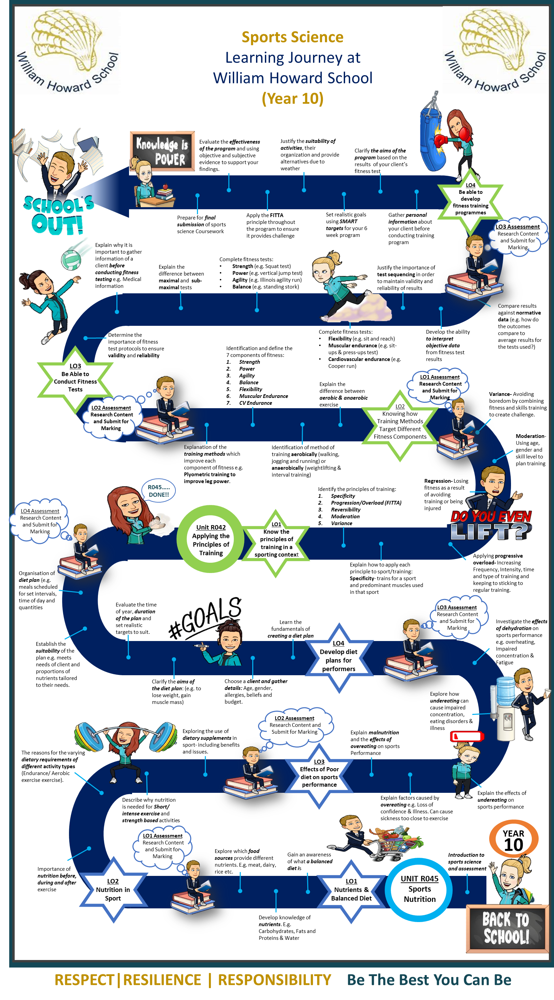 William Howard School
William Howard School
Sports Science
Learning Journey at
William Howard School
(Year 10)
Knowledge is
POWER
Evaluate the effectiveness
of the program and using
objective and subjective
evidence to support your
findings.
Justify the suitability of
activities, their
organization and provide
alternatives due to
weather
Clarify the aims of the
program based on the
results of your client's
fitness test
SCHOOL'S
OUT!
LO4
Be able to
develop
fitness training
programmes
Prepare for final
submission of sports
science Coursework
Apply the FITTA
principle throughout
the program to ensure
it provides challenge
Set realistic goals
using SMART
targets for your 6
week program
Gather personal
information about
your client before
conducting training
program
LO3 Assessment
Research Content
and Submit for
Marking
Explain why it is
important to gather
information of a
client before
conducting fitness
testing e.g. Medical
information
Explain the
difference between
maximal and sub-
maximal tests
Complete fitness tests:
• Strength (e.g. Squat test)
• Power (e.g. vertical jump test)
• Agility (e.g. Illinois agility run)
• Balance (e.g. standing stork)
Justify the importance of
test sequencing in order
to maintain validity and
reliability of results
Compare results
against normative
data (e.g. how do
the outcomes
compare to
average results for
the tests used?)
Determine the
importance of fitness
test protocols to ensure
validity and reliability
Complete fitness tests:
• Flexibility (e.g. sit and reach)
• Muscular endurance (e.g. sit-
ups & press-ups test)
• Cardiovascular endurance (e.g.
Cooper run)
Develop the ability
to interpret
objective data
from fitness test
results
LO3
Be Able to
Conduct Fitness
Tests
LO2 Assessment
Research Content
and Submit for
Marking
Identification and define the
7 components of fitness:
1. Strength
2. Power
3. Agility
4. Balance
5. Flexibility
6. Muscular Endurance
7. CV Endurance
Explain the
difference between
aerobic & anaerobic
exercise
LO2
Knowing how
Training Methods
Target Different
Fitness Components
LO1 Assessment
Research Content
and Submit for
Marking
Variance- Avoiding
boredom by combining
fitness and skills training
to create challenge.
Moderation-
Using age,
gender and
skill level to
plan training
Explanation of the
training methods which
improve each
component of fitness e.g.
Plyometric training to
improve leg power.
Identification of method of
training aerobically (walking,
jogging and running) or
anaerobically (weightlifting &
interval training)
Regression- Losing
fitness as a result
of avoiding
training or being
injured
DO YOU EVEN
LIFT?
R045.....
DONE!!
LO4 Assessment
Research Content
and Submit for
Marking
Unit R042
Applying the
Principles of
Training
LO1
Know the
principles of
training in a
sporting context
Identify the principles of training:
1. Specificity
2. Progression/Overload (FITTA)
3. Reversibility
4. Moderation
5. Variance
Explain how to apply each
principle to sport/training:
Specificity- trains for a sport
and predominant muscles used
in that sport
Applying progressive
overload- Increasing
Frequency, Intensity, time
and type of training and
keeping to sticking to
regular training.
Organisation of
diet plan (e.g.
meals scheduled
for set intervals,
time of day and
quantities
Evaluate the time
of year, duration
of the plan and
set realistic
targets to suit.
#GOALS
Learn the
fundamentals of
creating a diet plan
LO4
Develop diet
plans for
performers
LO3 Assessment
Research Content
and Submit for
Marking
Investigate the effects
of dehydration on
sports performance
e.g. overheating,
Impaired
concentration &
Fatigue
Establish the
suitability of the
plan e.g. meets
needs of client and
proportions of
nutrients tailored
to their needs.
Clarify the aims of
the diet plan: (e.g. to
lose weight, gain
muscle mass)
Choose a client and gather
details: Age, gender,
allergies, beliefs and
budget.
Explore how
undereating can
cause impaired
concentration,
eating disorders &
illness
LO2 Assessment
Research Content and
Submit for Marking
The reasons for the varying
dietary requirements of
different activity types
(Endurance/ Aerobic
exercise exercise).
Exploring the use of
dietary supplements in
sport- including benefits
and issues.
LO3
Effects of Poor
diet on sports
performance
Explain malnutrition
and the effects of
overeating on sports
Performance
Describe why nutrition
is needed for Short/
intense exercise and
strength based activities
Explain factors caused by
overeating e.g. Loss of
confidence & Illness. Can cause
sickness too close to exercise
Explain the effects of
undereating on
sports performance
LO1 Assessment
Research Content
and Submit for
Marking
Importance of
nutrition before,
during and after
exercise
LO2
Nutrition in
Sport
Explore which food
sources provide different
nutrients. E.g. meat, dairy,
rice etc.
Gain an awareness
of what a balanced
diet is
LO1
Nutrients &
Balanced Diet
UNIT R045
Sports
Nutrition
Introduction to
sports science
and assessment
YEAR
10
Develop knowledge of
nutrients. E.g.
Carbohydrates, Fats and
Proteins & Water
BACK TO
SCHOOL!
RESPECT|RESILIENCE | RESPONSIBILITY Be The Best You Can Be